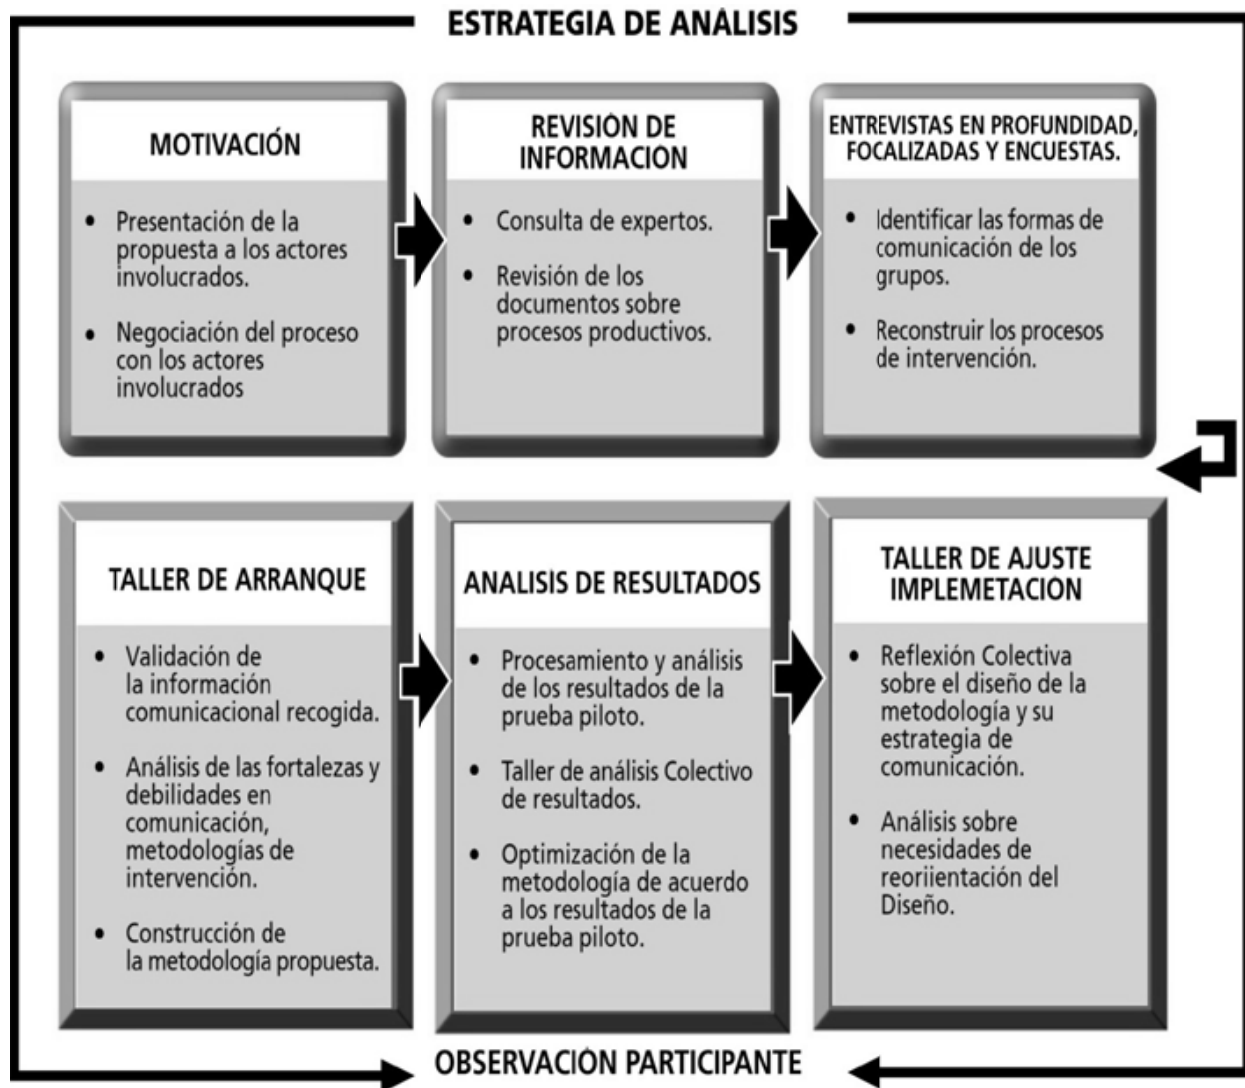 ESTRATEGIA DE ANÁLISIS
MOTIVACIÓN
• Presentación de la
propuesta a los actores
involucrados.
• Negociación del proceso
con los actores
involucrados
REVISIÓN DE
INFORMACIÓN
• Consulta de expertos.
• Revisión de los
documentos sobre
procesos productivos.
ENTREVISTAS EN PROFUNDIDAD,
FOCALIZADAS Y ENCUESTAS.
• Identificar las formas de
comunicación de los
grupos.
• Reconstruir los procesos
de intervención.
TALLER DE ARRANQUE
• Validación de
la información
comunicacional recogida.
• Análisis de las fortalezas y
debilidades en
comunicación,
metodologías de
intervención.
• Construcción de
la metodología propuesta.
ANALISIS DE RESULTADOS
• Procesamiento y análisis
de los resultados de la
prueba piloto.
• Taller de análisis Colectivo
de resultados.
• Optimización de la
metodología de acuerdo
a los resultados de la
prueba piloto.
TALLER DE AJUSTE
IMPLEMETACIÓN
• Reflexión Colectiva
sobre el diseño de la
metodología y su
estrategia de
comunicación.
• Análisis sobre
necesidades de
reoriientación del
Diseño.
OBSERVACIÓN PARTICIPANTE